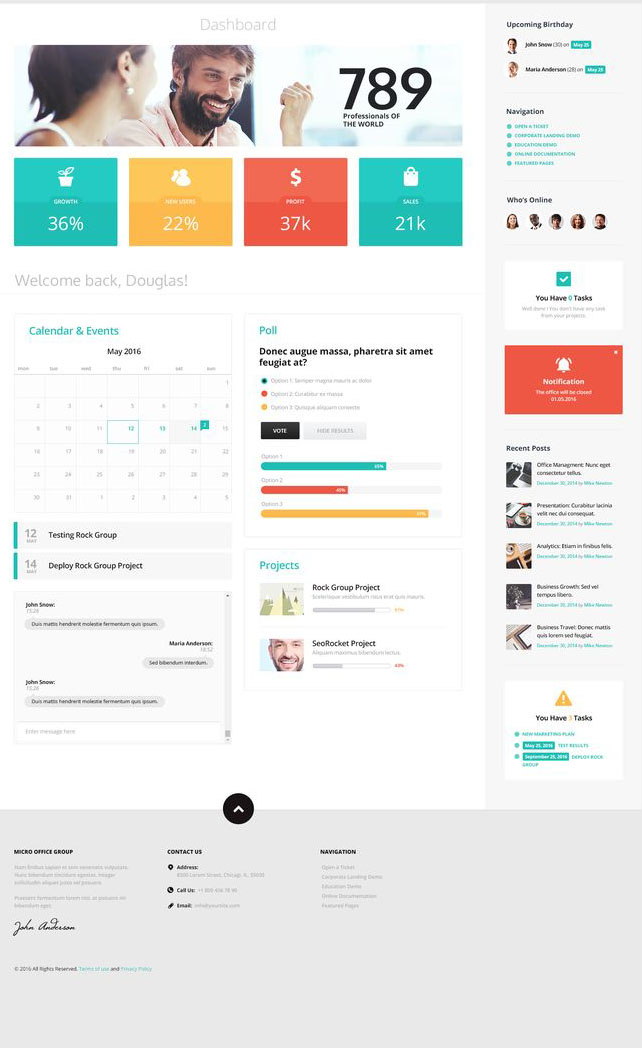 Dashboard
789
Professionals OF
THE WORLD
GROWTH
36%
NEW USERS
22%
PROFIT
37k
SALES
21k
Welcome back, Douglas!
Calendar & Events
May 2016
mon tue wed thu fri sat sun
1
2 3 4 5 6 7 8
9 10 11 12 13 14 2 15
16 17 18 19 20 21 22
23 24 25 26 27 28 29
30 31 1 2 3 4 5
12
MAY
Testing Rock Group
14
MAY
Deploy Rock Group Project
John Snow:
15:26
Duis mattis hendrerit molestie fermentum quis ipsum.
Maria Anderson:
18:52
Sed bibendum interdum.
John Snow:
15:26
Duis mattis hendrerit molestie fermentum quis ipsum.
Enter message here
Poll
Donec augue massa, pharetra sit amet
feugiat at?
Option 1: Semper magna mauris ac dolor
Option 2: Curabitur ex massa
Option 3: Quisque aliquam
VOTE
HIDE RESULTS
Option 1
Option 2
Option 3
Projects
Rock Group Project
Scelerisque vestibulum risus erat quis mauris.
SeoRocket Project
Aliquam maximus bibendum lectus.
Upcoming Birthday
John Snow (30) on May 25
Maria Anderson (28) on May 25
Navigation
OPEN A TICKET
CORPORATE LANDING DEMO
EDUCATION DEMO
ONLINE DOCUMENTATION
FEATURED PAGES
Who's Online
You Have 0 Tasks
Well done ! You don't have any task
from your projects.
Notification
The office will be closed
01.05.2016
Recent Posts
Office Managment: Nunc eget
consectetur tellus.
December 30, 2014 by Mike Newton
Presentation: Curabitur lacinia
velit nec dui consequat.
December 30, 2014 by Mike Newton
Analytics: Etiam in finibus felis.
December 30, 2014 by Mike Newton
Business Growth: Sed vel
tempus libero.
December 30, 2014 by Mike Newton
Business Travel: Donec mattis
quis lorem sed feugiat.
December 30, 2014 by Mike Newton
You Have 3 Tasks
NEW MARKETING PLAN
May 25, 2016 TEST RESULTS
September 25, 2016 DEPLOY ROCK
GROUP
MICRO OFFICE GROUP
Nam finibus sapien et sem venenatis vulputate.
Nunc bibendum tincidunt egestas. Integer
sollicitudin aliquet justo est posuere.
Praesent fermentum lorem nisi, at posuere mi
bibendum eget.
John Anderson
CONTACT US
Address:
8000 Lorem Street, Chicago, IL, 55030
Call Us: +1 800 456 78 90
Email: info@yoursite.com
NAVIGATION
Open a Ticket
Corporate Landing Demo
Education Demo
Online Documentation
Featured Pages
© 2016 All Rights Reserved. Terms of use and Privacy Policy